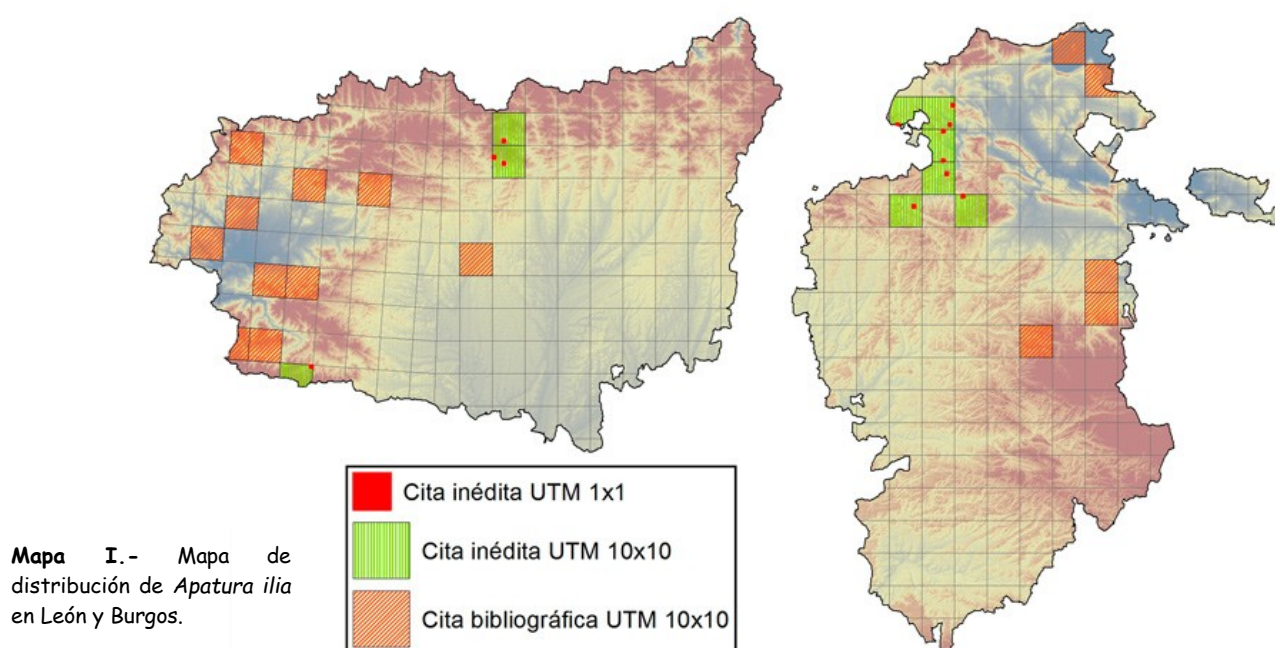 Cita inédita UTM 1x1
Cita inédita UTM 10x10
Cita bibliográfica UTM 10x10
Mapa I.- Mapa de
distribución de Apatura ilia
en León y Burgos.